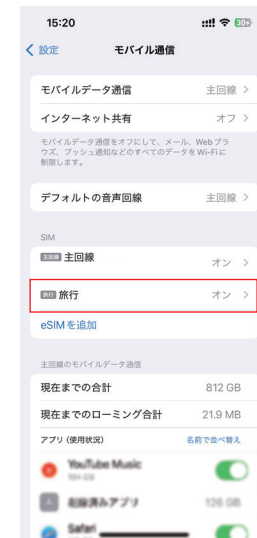 15:20
30
設定
モバイル通信
モバイルデータ通信 主回線
インターネット共有 オフ
モバイルデータ通信をオフにして、メール、Webブラ
ウズ、プッシュ通知などのすべてのデータをWi-Fiに
制限します。
デフォルトの音声回線 主回線
SIM
主回線 主回線
オン
旅行 旅行 オン
eSIMを追加
主回線のモバイルデータ通信
現在までの合計 812 GB
現在までのローミング合計 21.9 MB
アプリ (使用状況) 名前で並べ替え
YouTube Music
削除済みアプリ 126 GB
Safari